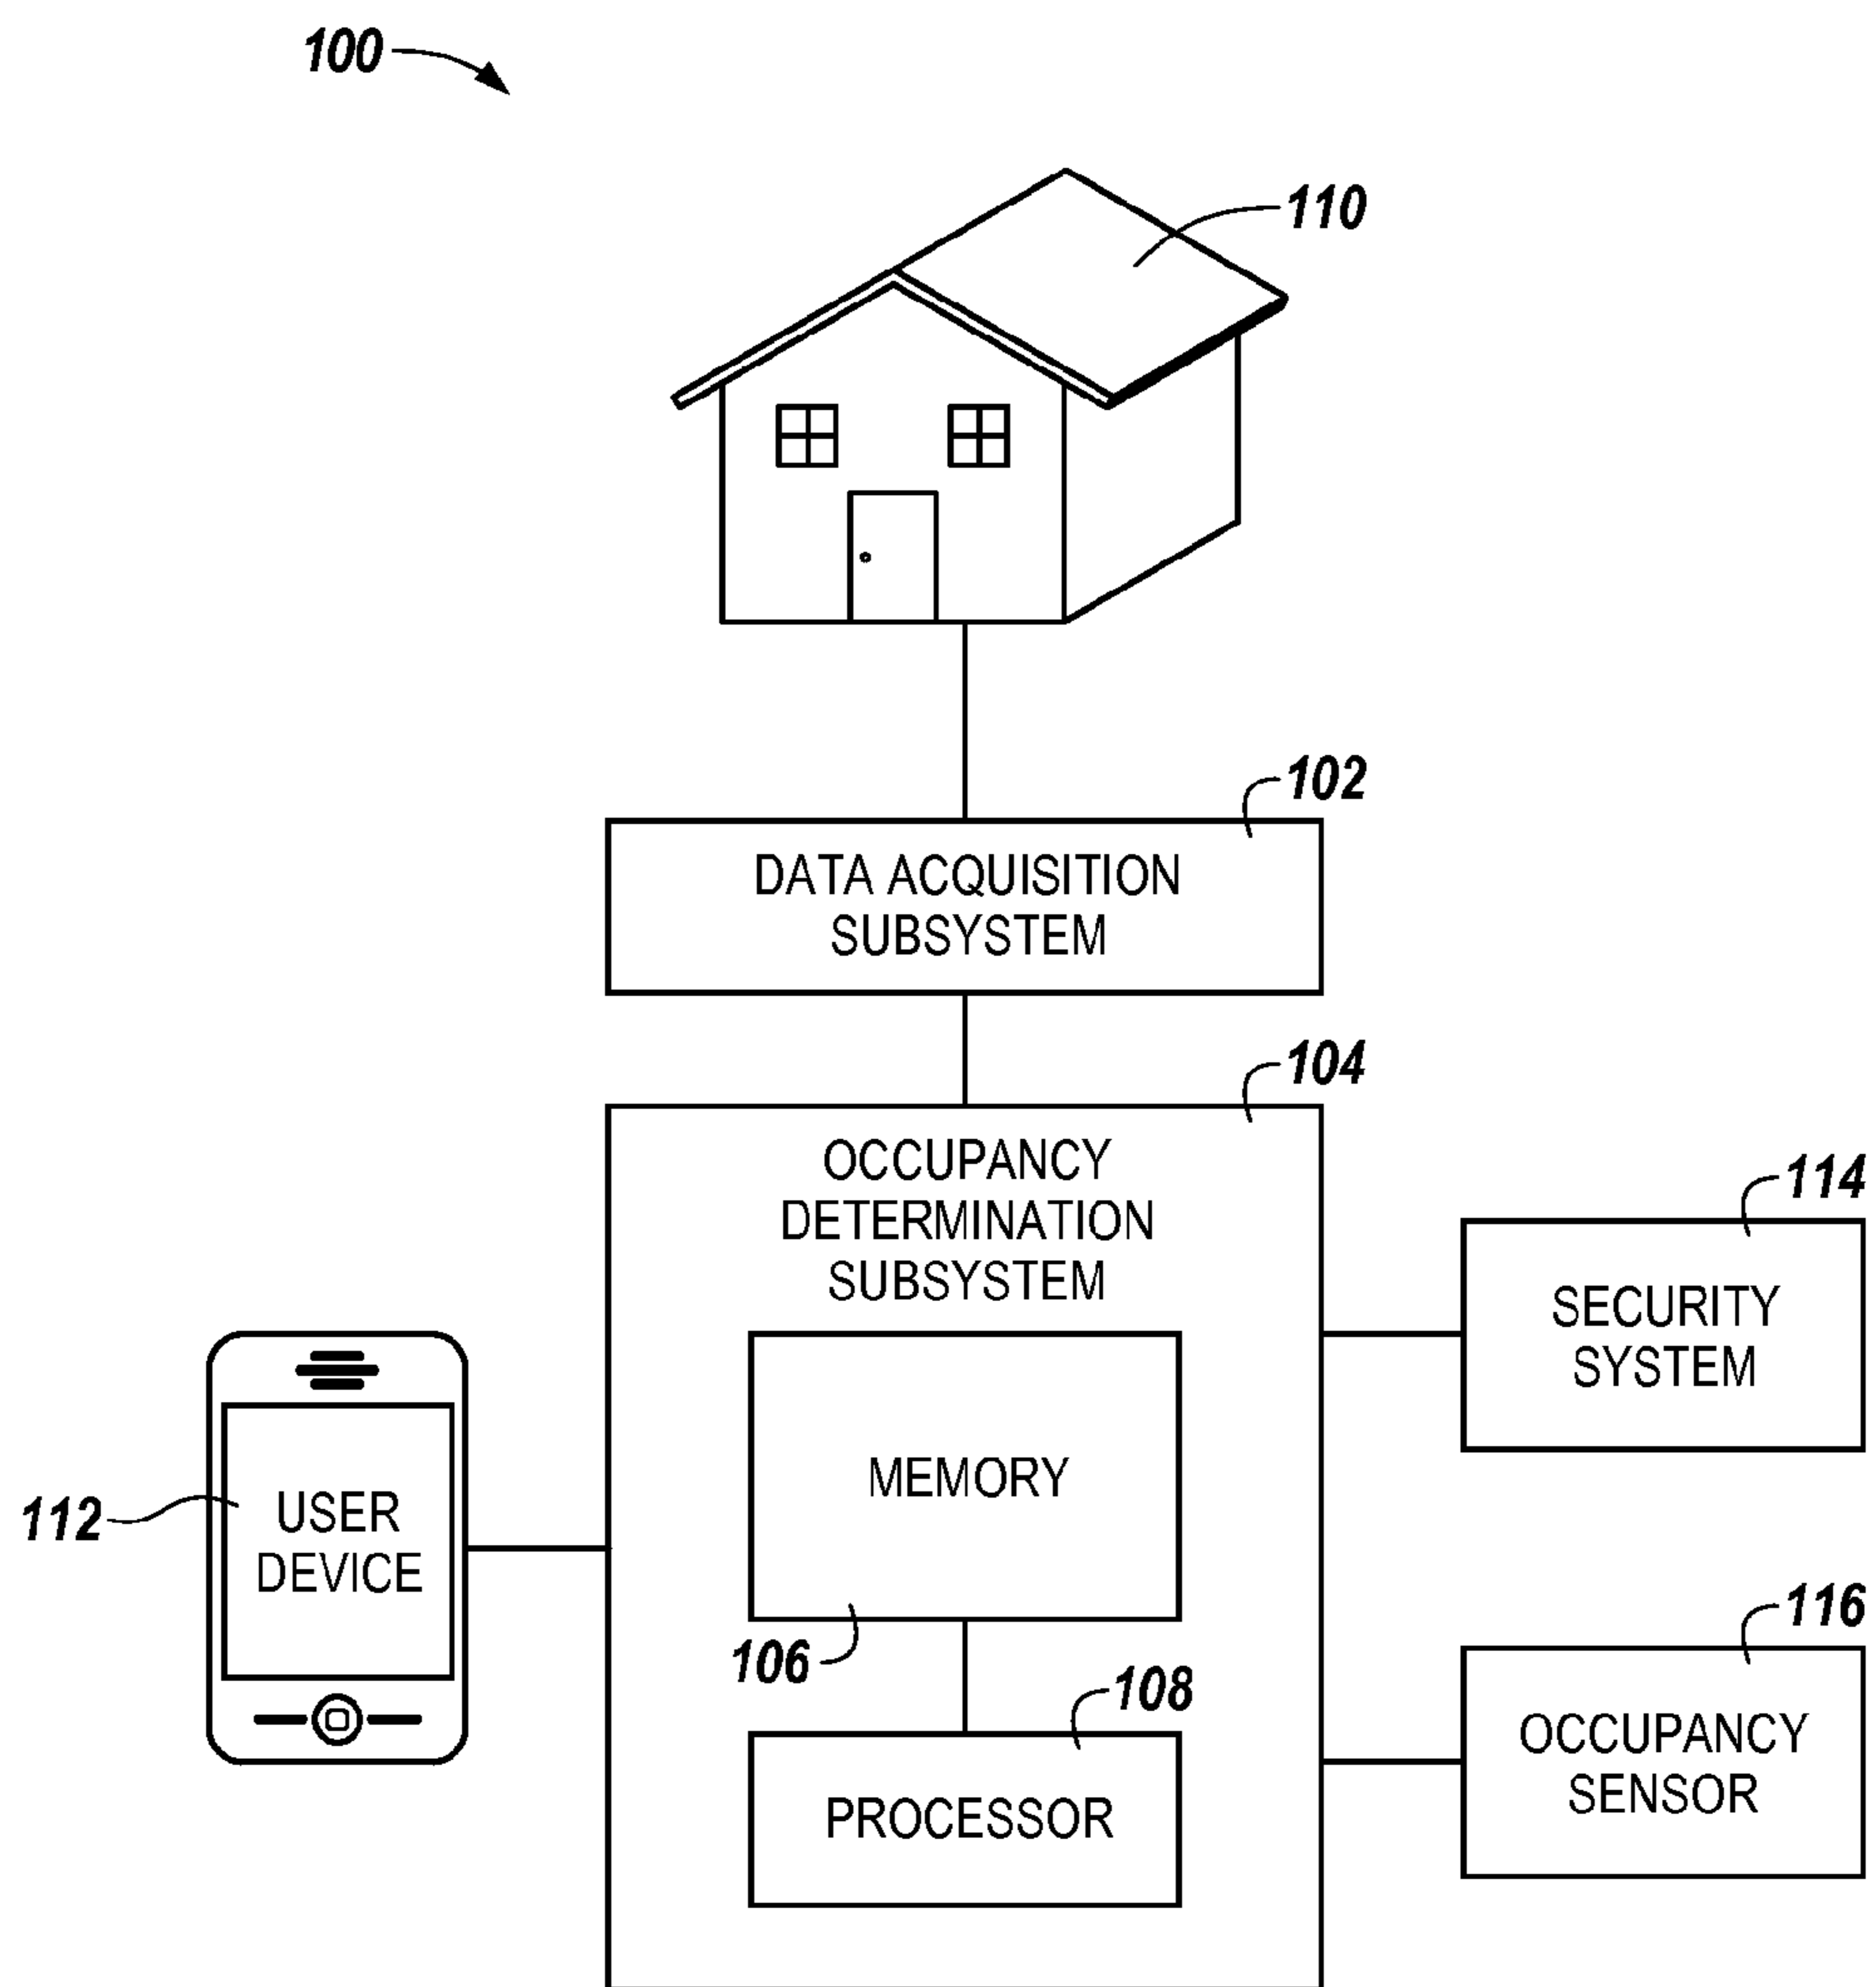 100
110
102
DATA ACQUISITION
SUBSYSTEM
104
OCCUPANCY
DETERMINATION
SUBSYSTEM
114
SECURITY
SYSTEM
MEMORY
112
USER
DEVICE
106
108
116
PROCESSOR
OCCUPANCY
SENSOR